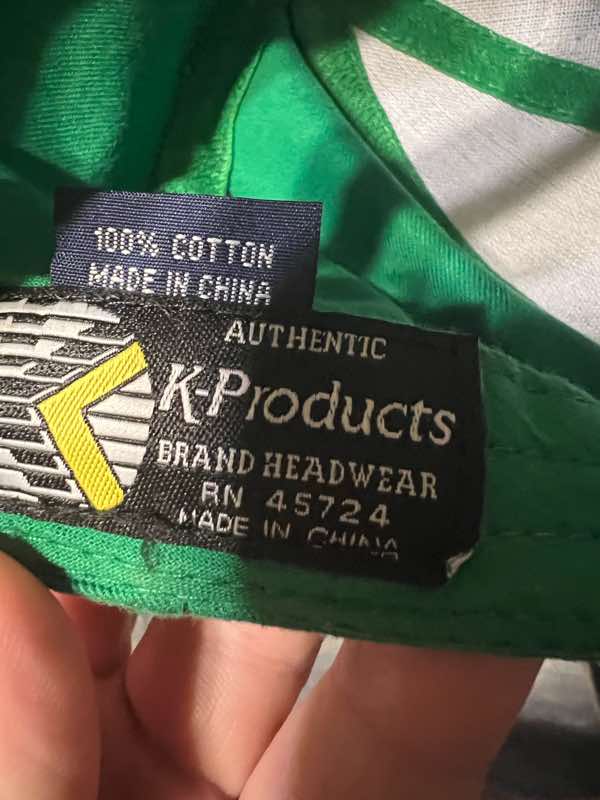 100% COTTON
MADE IN CHINA
AUTHENTIC
K-Products
BRAND HEADWEAR
RN 45724
MADE IN CHINA